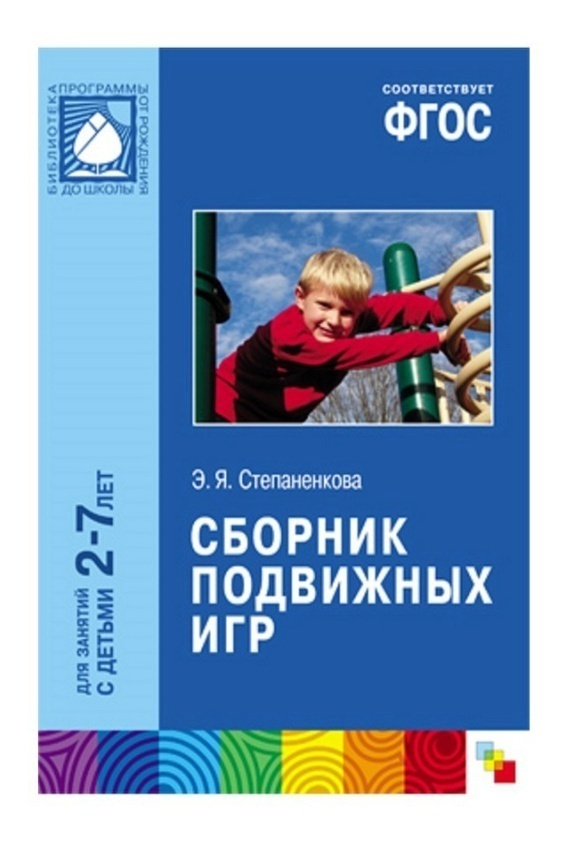 БИБЛИОТЕКА
ПРОГРАММЫ
ОТ РОЖДЕНИЯ
ДО ШКОЛЫ
СООТВЕТСТВУЕТ
ФГОС
Э. Я. Степаненкова
СБОРНИК
ПОДВИЖНЫХ
ИГР
ДЛЯ ЗАНЯТИЙ
С ДЕТЬМИ 2-7 ЛЕТ